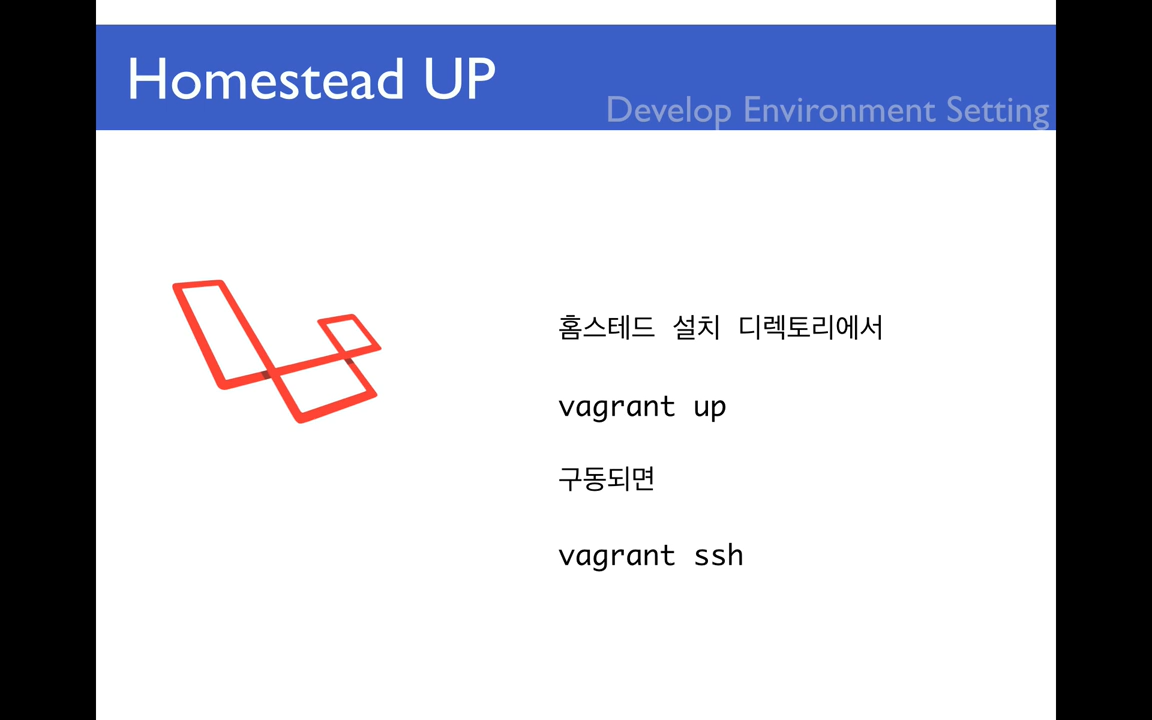 Homestead UP
Develop Environment Setting
홈스테드 설치 디렉토리에서
vagrant up
구동되면
vagrant ssh